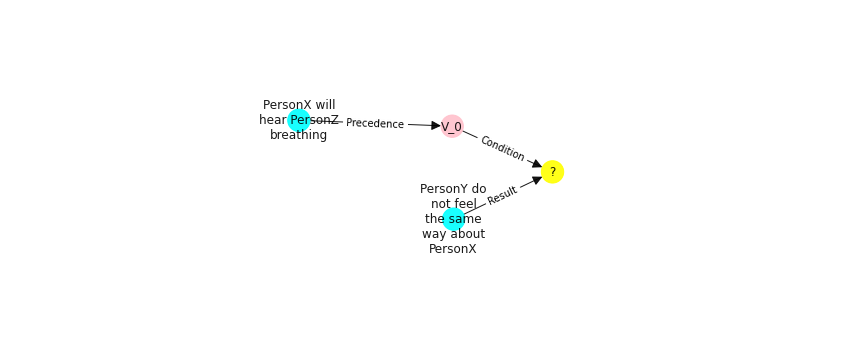 PersonX will
hear PersonZ
breathing
Precedence
V_0
Condition
?
Result
PersonY do
not feel
the same
way about
PersonX